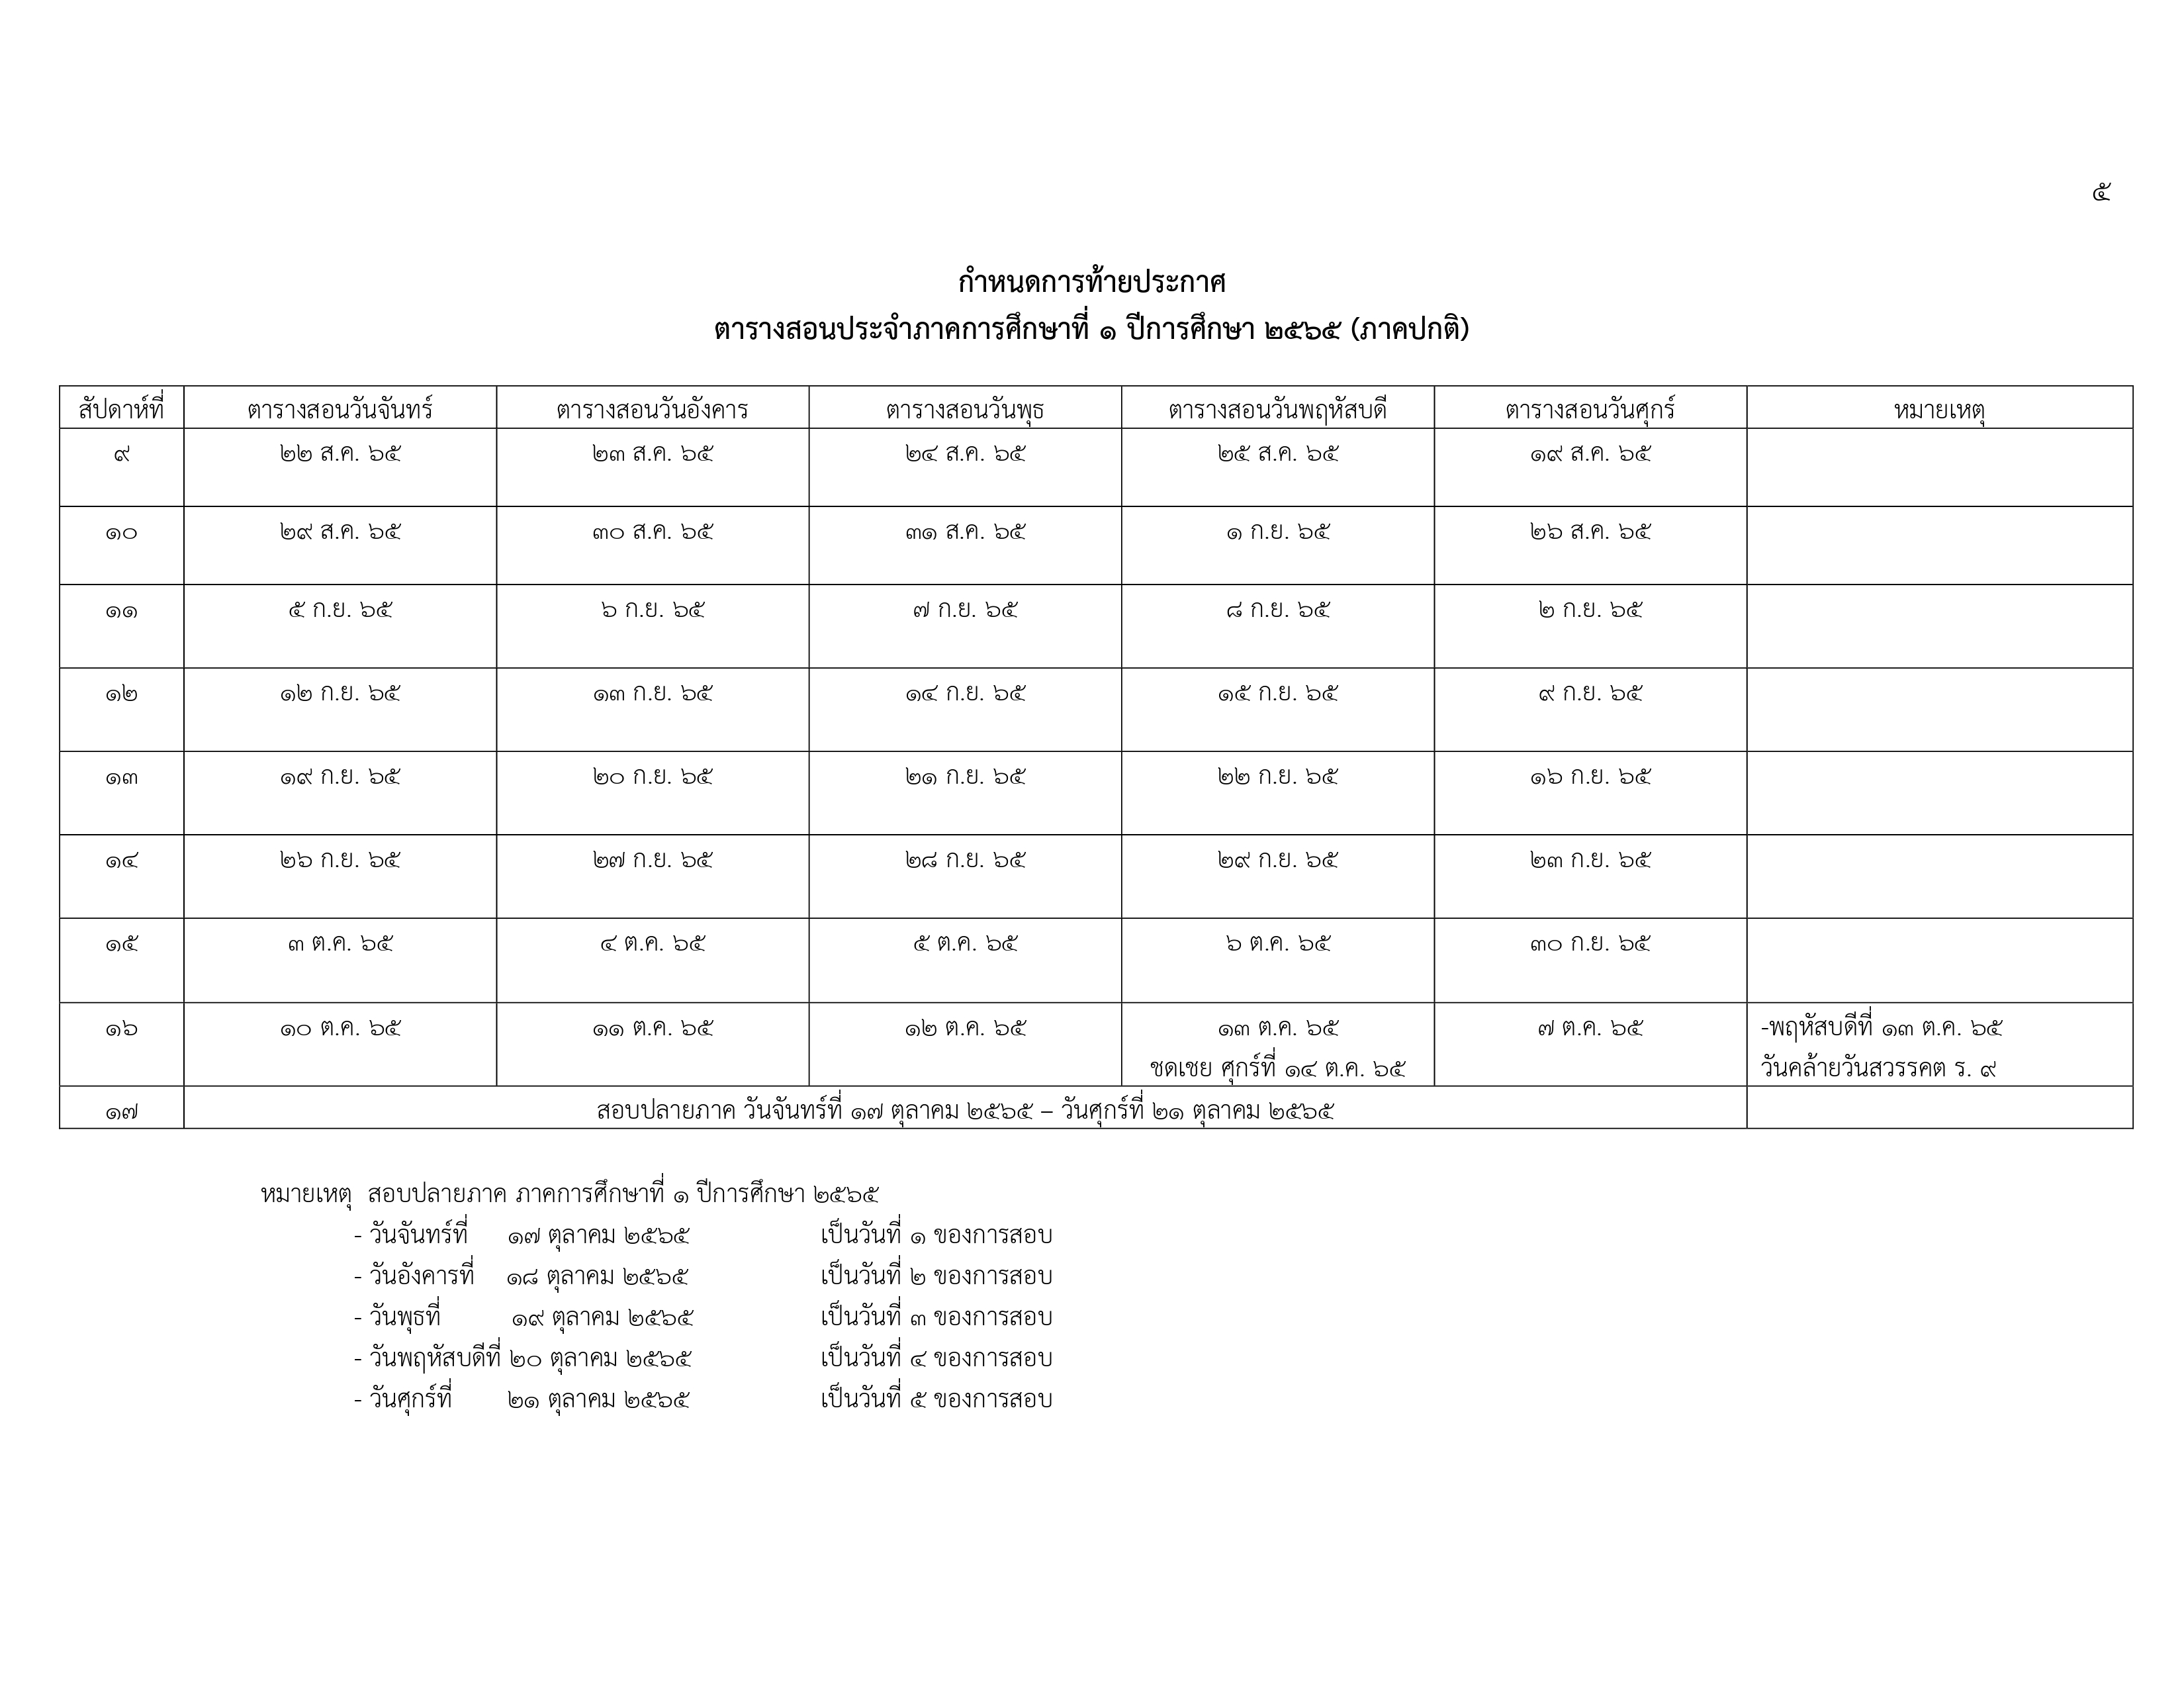 ๕
กำหนดการท้ายประกาศ
ตารางสอนประจำภาคการศึกษาที่ ๑ ปีการศึกษา ๒๕๖๕ (ภาคปกติ)
สัปดาห์ที่ ตารางสอนวันจันทร์ ตารางสอนวันอังคาร ตารางสอนวันพุธ ตารางสอนวันพฤหัสบดี ตารางสอนวันศุกร์ หมายเหตุ
๙ ๒๒ ส.ค. ๖๕ ๒๓ ส.ค. ๖๕ ๒๔ ส.ค. ๖๕ ๒๕ ส.ค. ๖๕ ๑๙ ส.ค. ๖๕
๑๐ ๒๙ ส.ค. ๖๕ ๓๐ ส.ค. ๖๕ ๓๑ ส.ค. ๖๕ ๑ ก.ย. ๖๕ ๒๖ ส.ค. ๖๕
๑๑ ๕ ก.ย. ๖๕ ๖ ก.ย. ๖๕ ๗ ก.ย. ๖๕ ๘ ก.ย. ๖๕ ๒ ก.ย. ๖๕
๑๒ ๑๒ ก.ย. ๖๕ ๑๓ ก.ย. ๖๕ ๑๔ ก.ย. ๖๕ ๑๕ ก.ย. ๖๕ ๙ ก.ย. ๖๕
๑๓ ๑๙ ก.ย. ๖๕ ๒๐ ก.ย. ๖๕ ๒๑ ก.ย. ๖๕ ๒๒ ก.ย. ๖๕ ๑๖ ก.ย. ๖๕
๑๔ ๒๖ ก.ย. ๖๕ ๒๗ ก.ย. ๖๕ ๒๘ ก.ย. ๖๕ ๒๙ ก.ย. ๖๕ ๒๓ ก.ย. ๖๕
๑๕ ๓ ต.ค. ๖๕ ๔ ต.ค. ๖๕ ๕ ต.ค. ๖๕ ๖ ต.ค. ๖๕ ๓๐ ก.ย. ๖๕
๑๖ ๑๐ ต.ค. ๖๕ ๑๑ ต.ค. ๖๕ ๑๒ ต.ค. ๖๕ ๑๓ ต.ค. ๖๕ ๗ ต.ค. ๖๕ -พฤหัสบดีที่ ๑๓ ต.ค. ๖๕
ชดเชย ศุกร์ที่ ๑๔ ต.ค. ๖๕ วันคล้ายวันสวรรคต ร. ๙
๑๗ สอบปลายภาค วันจันทร์ที่ ๑๗ ตุลาคม ๒๕๖๕ – วันศุกร์ที่ ๒๑ ตุลาคม ๒๕๖๕
หมายเหตุ สอบปลายภาค ภาคการศึกษาที่ ๑ ปีการศึกษา ๒๕๖๕
- วันจันทร์ที่ ๑๗ ตุลาคม ๒๕๖๕ เป็นวันที่ ๑ ของการสอบ
- วันอังคารที่ ๑๘ ตุลาคม ๒๕๖๕ เป็นวันที่ ๒ ของการสอบ
- วันพุธที่ ๑๙ ตุลาคม ๒๕๖๕ เป็นวันที่ ๓ ของการสอบ
- วันพฤหัสบดีที่ ๒๐ ตุลาคม ๒๕๖๕ เป็นวันที่ ๔ ของการสอบ
- วันศุกร์ที่ ๒๑ ตุลาคม ๒๕๖๕ เป็นวันที่ ๕ ของการสอบ